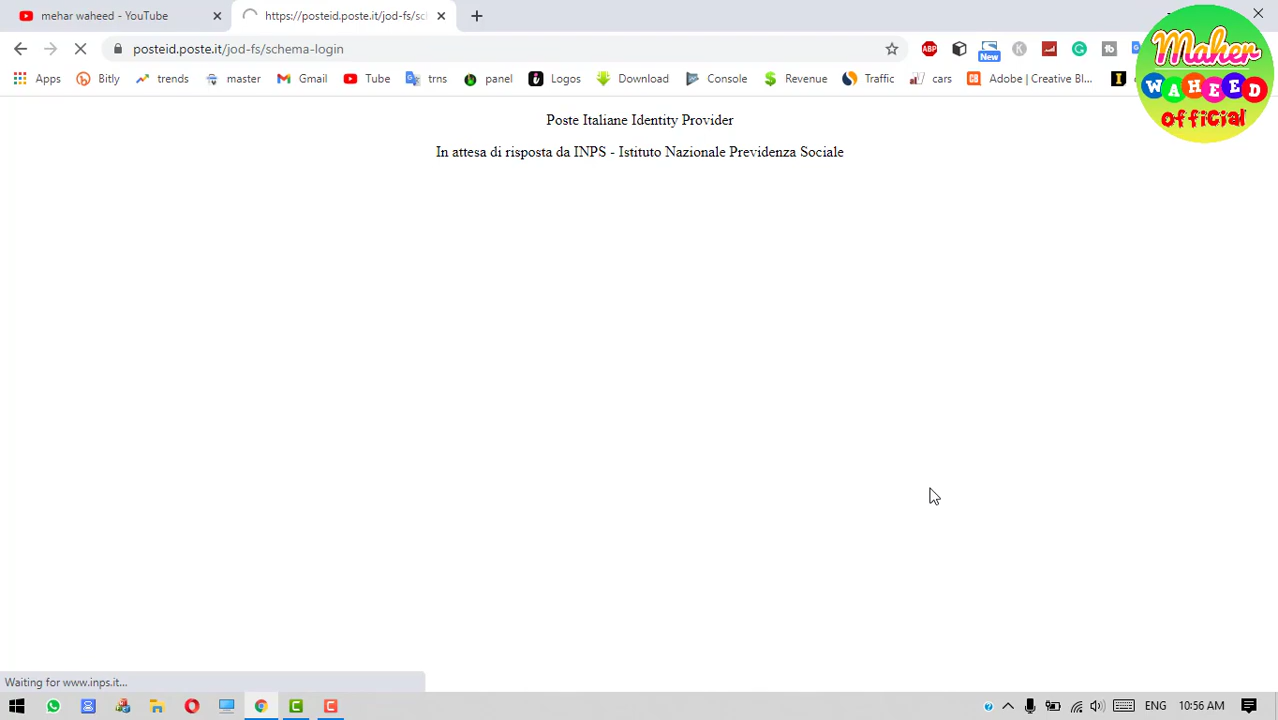 mehar waheed - YouTube
https://posteid.poste.it/jod-fs/sc
posteid.poste.it/jod-fs/schema-login
ABP
New
K
fb
Apps
Bitly
trends
master
Gmail
Tube
trns
panel
Logos
Download
Console
Revenue
Traffic
cars
Adobe | Creative Bl...
Maher
WAHEED
Official
Poste Italiane Identity Provider
In attesa di risposta da INPS - Istituto Nazionale Previdenza Sociale
Waiting for www.inps.it...
ENG
10:56 AM